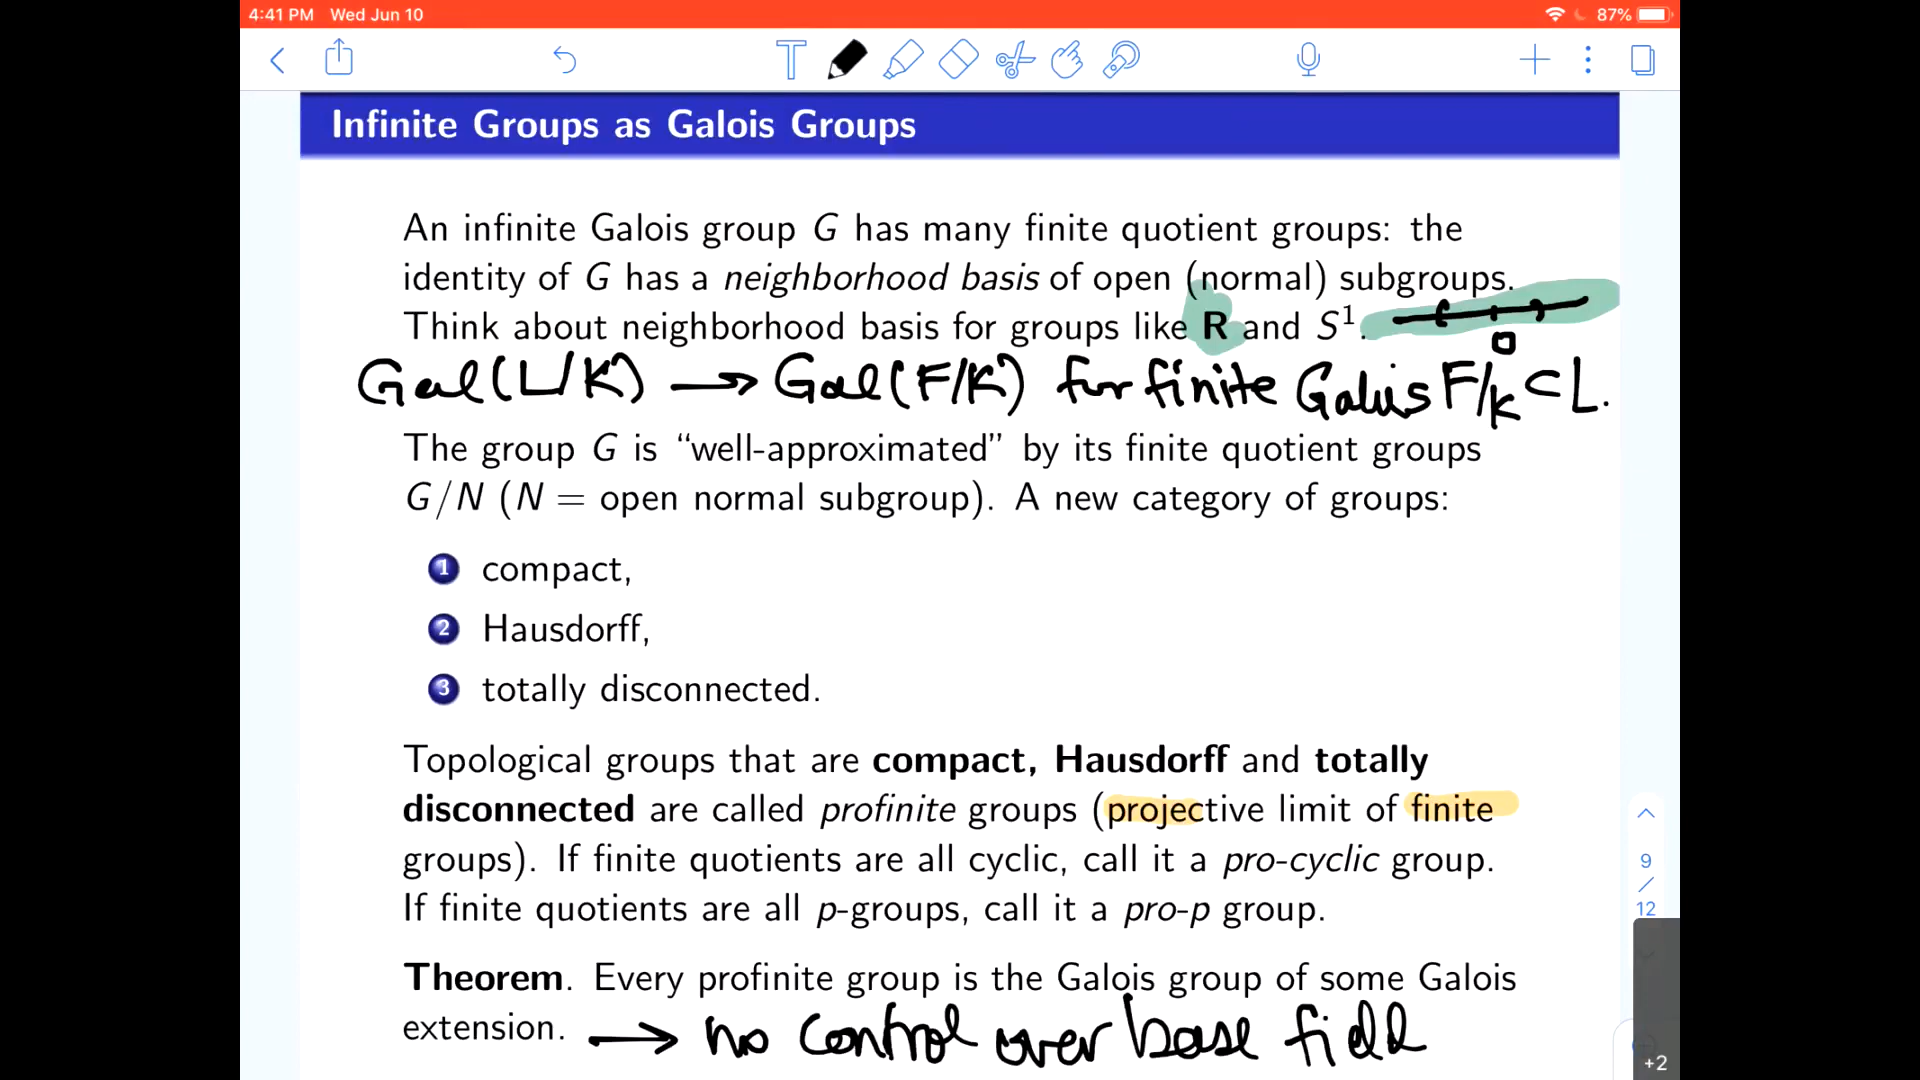 4:41 PM Wed Jun 10 87%
Infinite Groups as Galois Groups
An infinite Galois group G has many finite quotient groups: the
identity of G has a neighborhood basis of open (normal) subgroups.
Think about neighborhood basis for groups like R and S¹.
0
Gal(L/K) → Gal(F/K) for finite Galois F/K ⊂ L.
The group G is “well-approximated” by its finite quotient groups
G/N (N = open normal subgroup). A new category of groups:
1 compact,
2 Hausdorff,
3 totally disconnected.
Topological groups that are compact, Hausdorff and totally
disconnected are called profinite groups (projective limit of finite
groups). If finite quotients are all cyclic, call it a pro-cyclic group.
If finite quotients are all p-groups, call it a pro-p group.
Theorem. Every profinite group is the Galois group of some Galois
extension. → no control over base field
9
/
12
+2